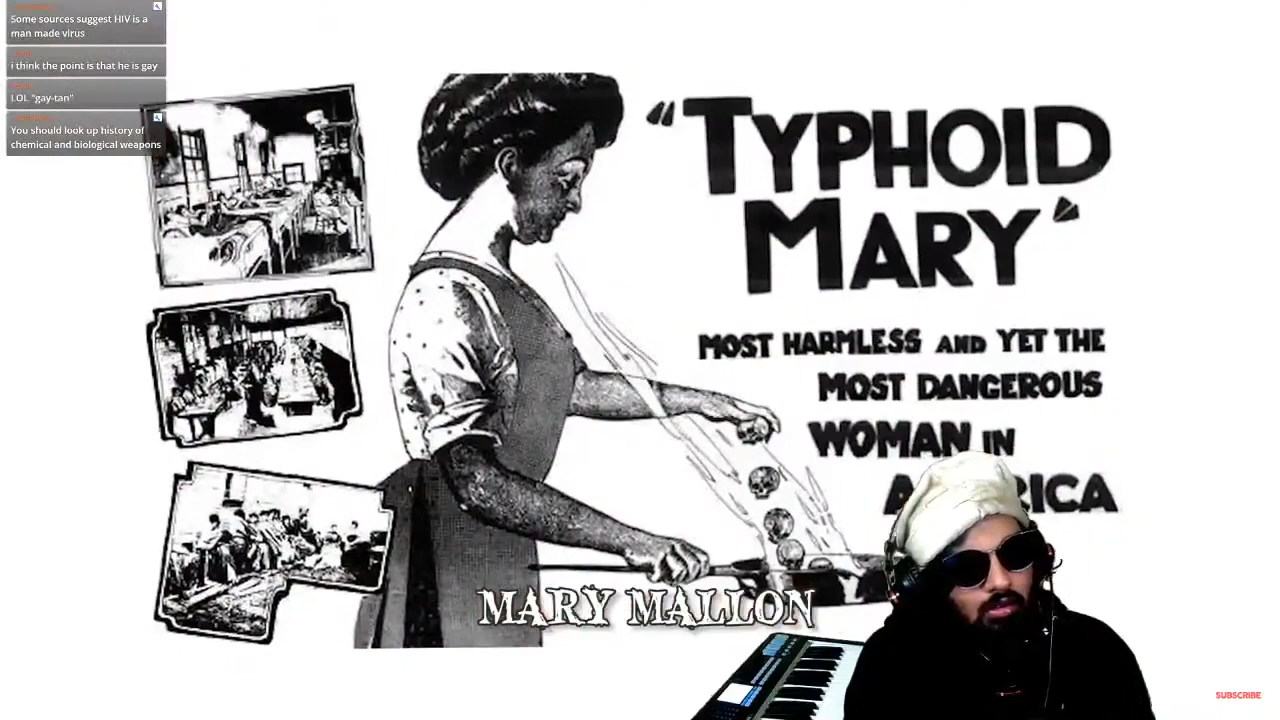 Some sources suggest HIV is a
man made virus
i think the point is that he is gay
LOL "gay-tan"
You should look up history of
chemical and biological weapons
"TYPHOID
MARY"
MOST HARMLESS AND YET THE
MOST DANGEROUS
WOMAN IN
MARY MALLON
SUBSCRIBE